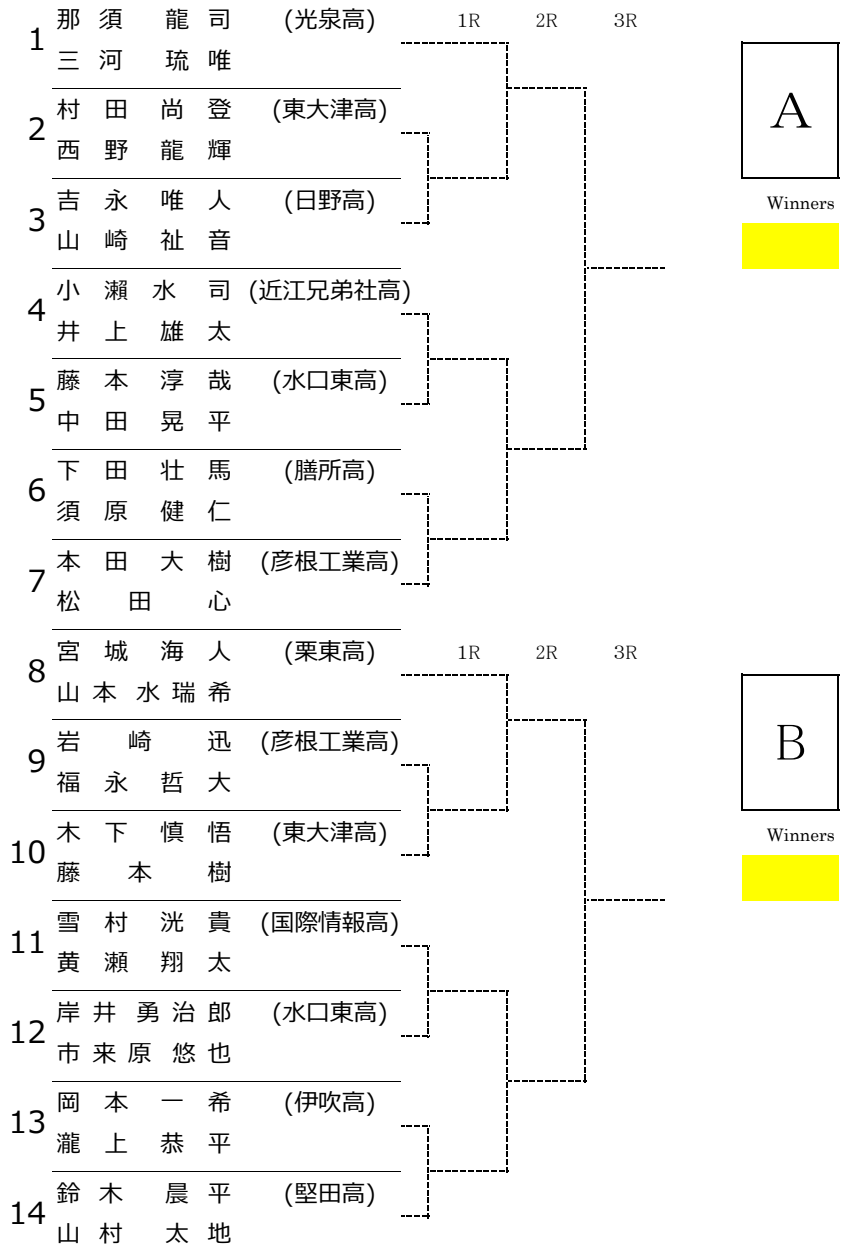 1R 2R 3R
1 那須 龍司 (光泉高)
三河 琉唯
A
2 村田 尚登 (東大津高)
西野 龍輝
Winners
3 吉永 唯人 (日野高)
山崎 祉音
4 小瀬水 司 (近江兄弟社高)
井上 雄太
5 藤本 淳哉 (水口東高)
中田 晃平
6 下田 壮馬 (膳所高)
須原 健仁
7 本田 大樹 (彦根工業高)
松田 心
1R 2R 3R
8 宮城 海人 (栗東高)
山本 水瑞希
B
9 岩崎 迅 (彦根工業高)
福永 哲大
Winners
10 木下 慎悟 (東大津高)
藤本 樹
11 雪村 洸貴 (国際情報高)
黄瀬 翔太
12 岸井 勇治郎 (水口東高)
市来原 悠也
13 岡本 一希 (伊吹高)
瀧上 恭平
14 鈴木 晨平 (堅田高)
山村 太地